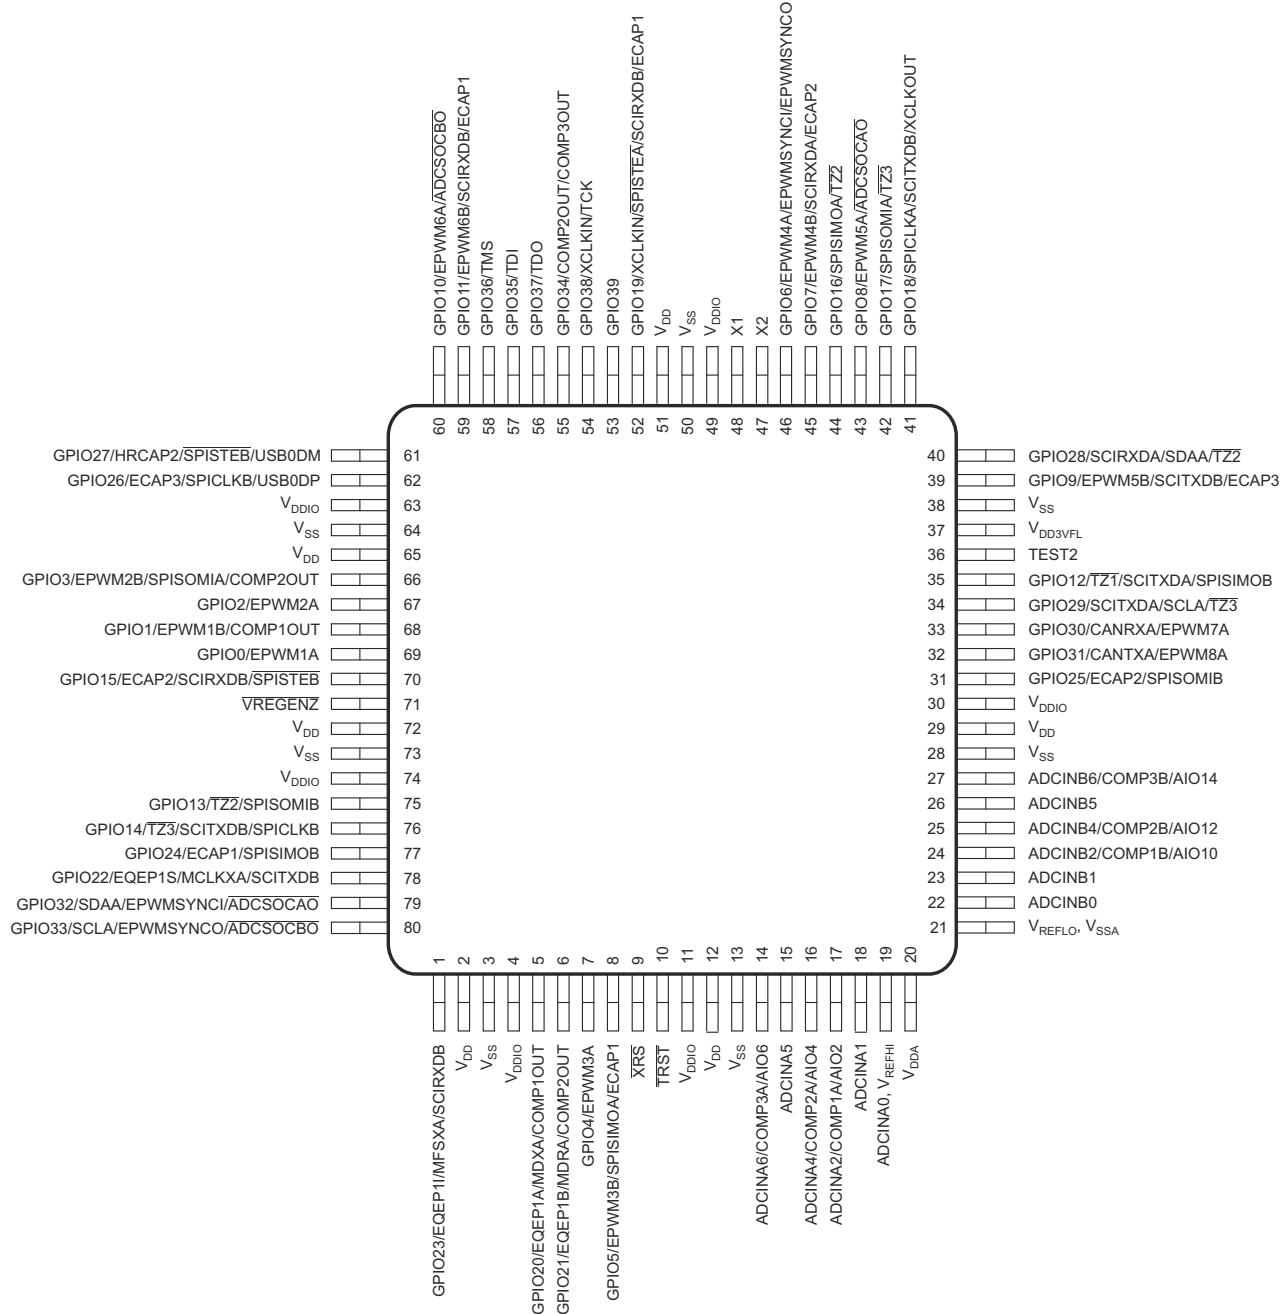 GPIO10/EPWM6A/ADCSOCBO
GPIO11/EPWM6B/SCIRXDB/ECAP1
GPIO36/TMS
GPIO35/TDI
GPIO37/TDO
GPIO34/COMP2OUT/COMP3OUT
GPIO38/XCLKIN/TCK
GPIO39
GPIO19/XCLKIN/SPISTEA/SCIRXDB/ECAP1
VDD
VSS
VDDIO
X1
X2
GPIO6/EPWM4A/EPWMSYNCI/EPWMSYNCO
GPIO7/EPWM4B/SCIRXDA/ECAP2
GPIO16/SPISIMOA/TZ2
GPIO8/EPWM5A/ADCSOCAO
GPIO17/SPISOMIA/TZ3
GPIO18/SPICLKA/SCITXDB/XCLKOUT
60 59 58 57 56 55 54 53 52 51 50 49 48 47 46 45 44 43 42 41
GPIO27/HRCAP2/SPISTEB/USB0DM 61
GPIO26/ECAP3/SPICLKB/USB0DP 62
VDDIO 63
VSS 64
VDD 65
GPIO3/EPWM2B/SPISOMIA/COMP2OUT 66
GPIO2/EPWM2A 67
GPIO1/EPWM1B/COMP1OUT 68
GPIO0/EPWM1A 69
GPIO15/ECAP2/SCIRXDB/SPISTEB 70
VREGENZ 71
VDD 72
VSS 73
VDDIO 74
GPIO13/TZ2/SPISOMIB 75
GPIO14/TZ3/SCITXDB/SPICLKB 76
GPIO24/ECAP1/SPISIMOB 77
GPIO22/EQEP1S/MCLKXA/SCITXDB 78
GPIO32/SDAA/EPWMSYNCI/ADCSOCAO 79
GPIO33/SCLA/EPWMSYNCO/ADCSOCBO 80
40 GPIO28/SCIRXDA/SDAA/TZ2
39 GPIO9/EPWM5B/SCITXDB/ECAP3
38 VSS
37 VDD3VFL
36 TEST2
35 GPIO12/TZ1/SCITXDA/SPISIMOB
34 GPIO29/SCITXDA/SCLA/TZ3
33 GPIO30/CANRXA/EPWM7A
32 GPIO31/CANTXA/EPWM8A
31 GPIO25/ECAP2/SPISOMIB
30 VDDIO
29 VDD
28 VSS
27 ADCINB6/COMP3B/AIO14
26 ADCINB5
25 ADCINB4/COMP2B/AIO12
24 ADCINB2/COMP1B/AIO10
23 ADCINB1
22 ADCINB0
21 VREFLO, VSSA
1 2 3 4 5 6 7 8 9 10 11 12 13 14 15 16 17 18 19 20
GPIO23/EQEP1I/MFSXA/SCIRXDB
VDD
VSS
VDDIO
GPIO20/EQEP1A/MDXA/COMP1OUT
GPIO21/EQEP1B/MDRA/COMP2OUT
GPIO4/EPWM3A
GPIO5/EPWM3B/SPISIMOA/ECAP1
XRS
TRST
VDDIO
VDD
VSS
ADCINA6/COMP3A/AIO6
ADCINA5
ADCINA4/COMP2A/AIO4
ADCINA2/COMP1A/AIO2
ADCINA1
ADCINA0, VREFHI
VDDA